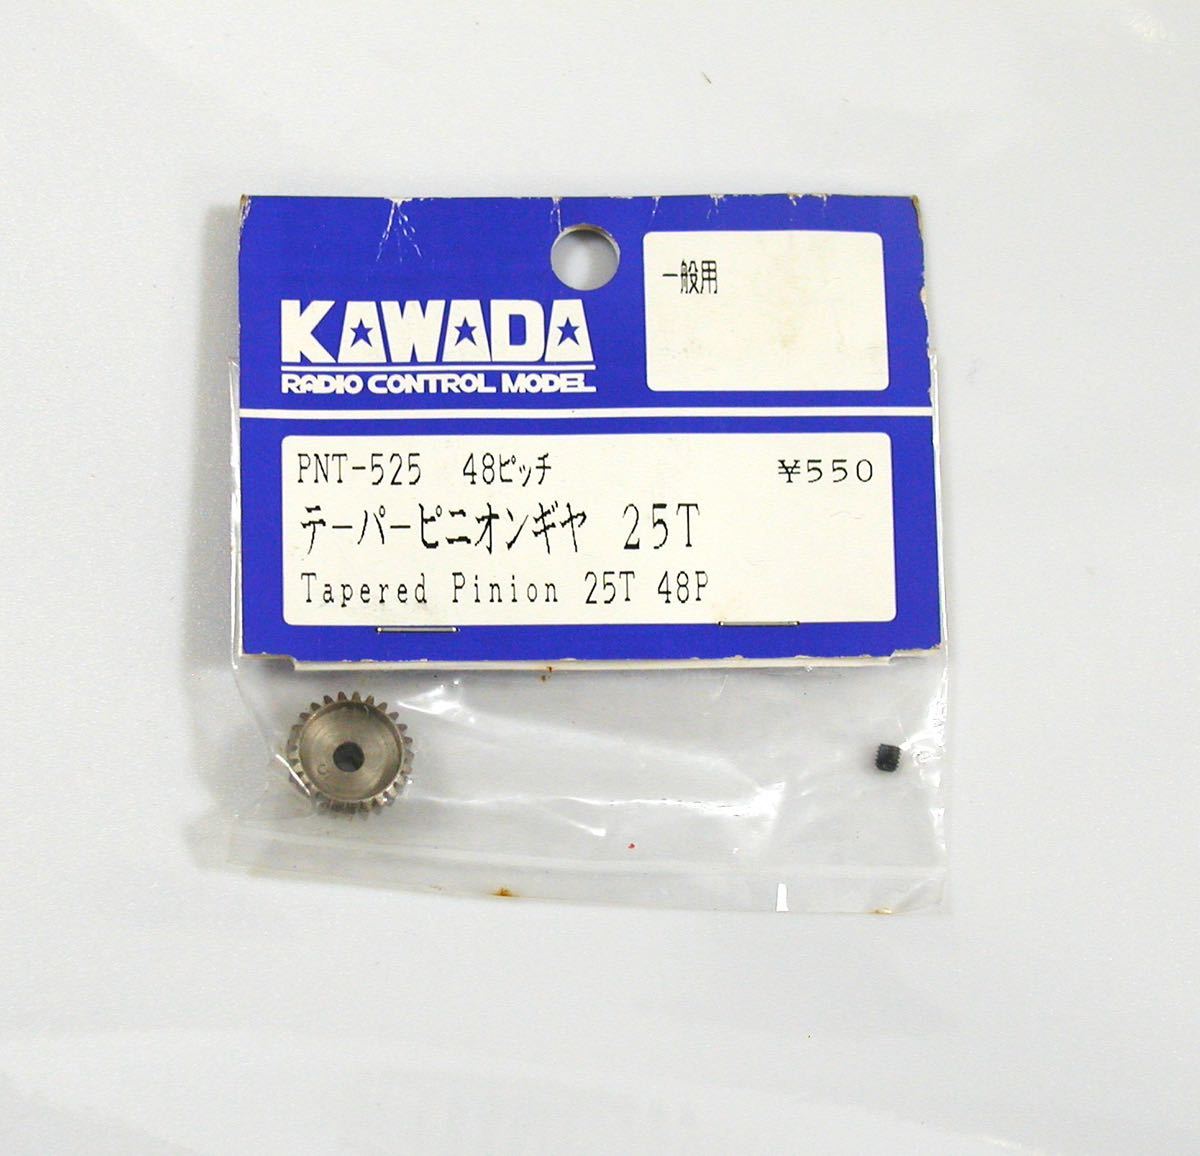 一般用
KAWADA
RADIO CONTROL MODEL
PNT-525 48ピッチ ¥550
テーパーピニオンギヤ 25T
Tapered Pinion 25T 48P